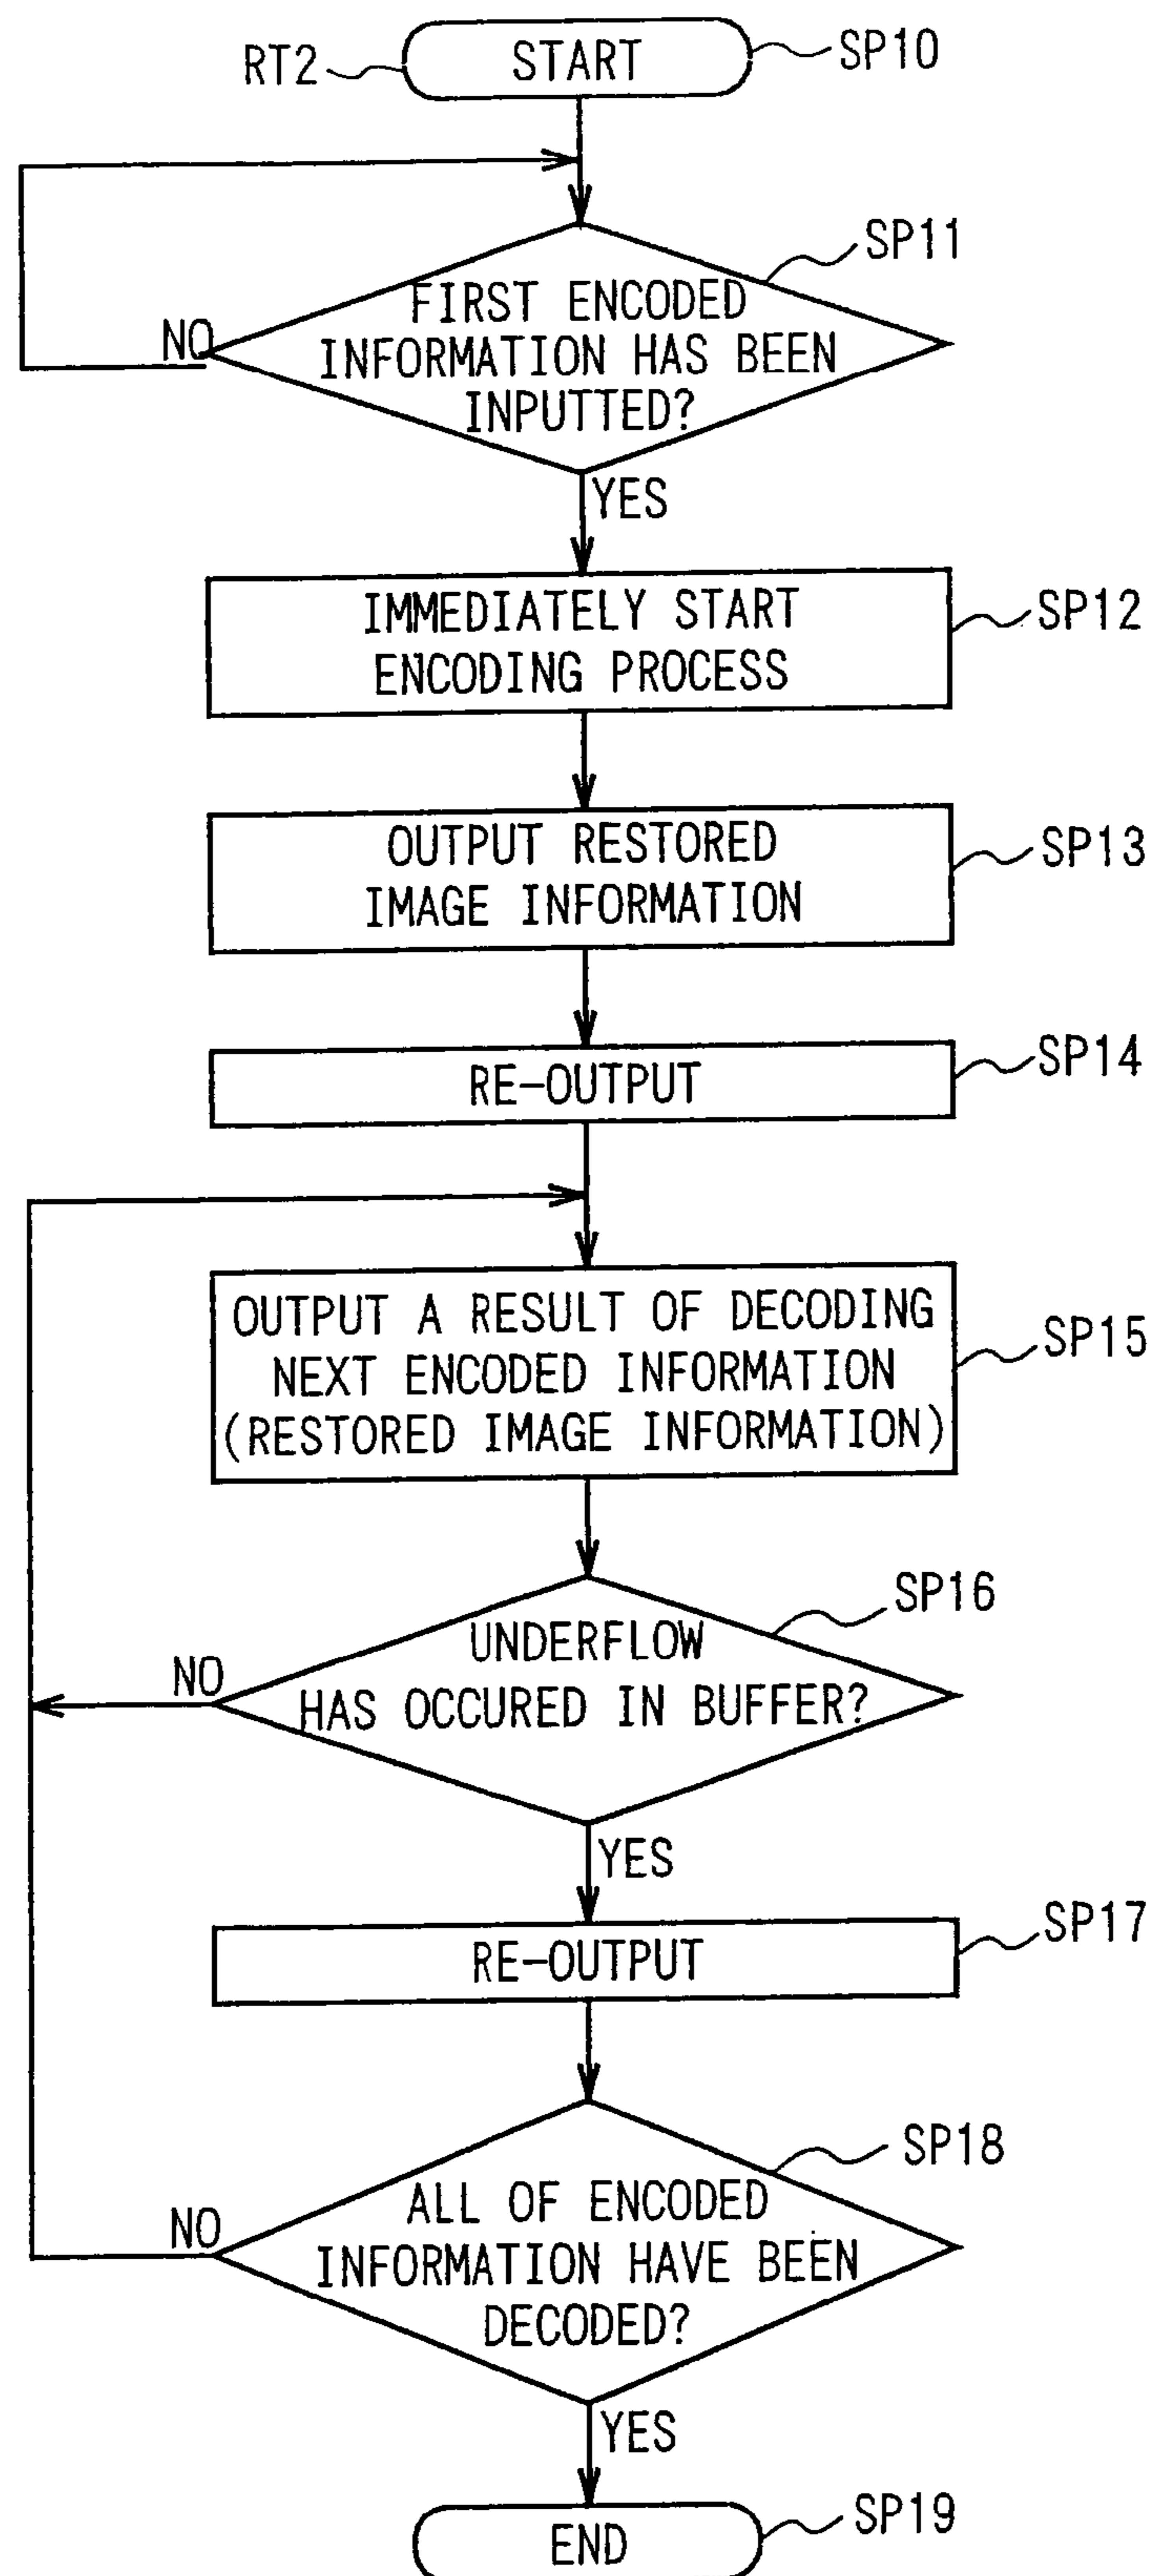 RT2
START
SP10
SP11
FIRST ENCODED
INFORMATION HAS BEEN
INPUTTED?
NO
YES
IMMEDIATELY START
ENCODING PROCESS
SP12
OUTPUT RESTORED
IMAGE INFORMATION
SP13
RE-OUTPUT
SP14
OUTPUT A RESULT OF DECODING
NEXT ENCODED INFORMATION
(RESTORED IMAGE INFORMATION)
SP15
SP16
UNDERFLOW
HAS OCCURED IN BUFFER?
NO
YES
RE-OUTPUT
SP17
SP18
ALL OF ENCODED
INFORMATION HAVE BEEN
DECODED?
NO
YES
END
SP19